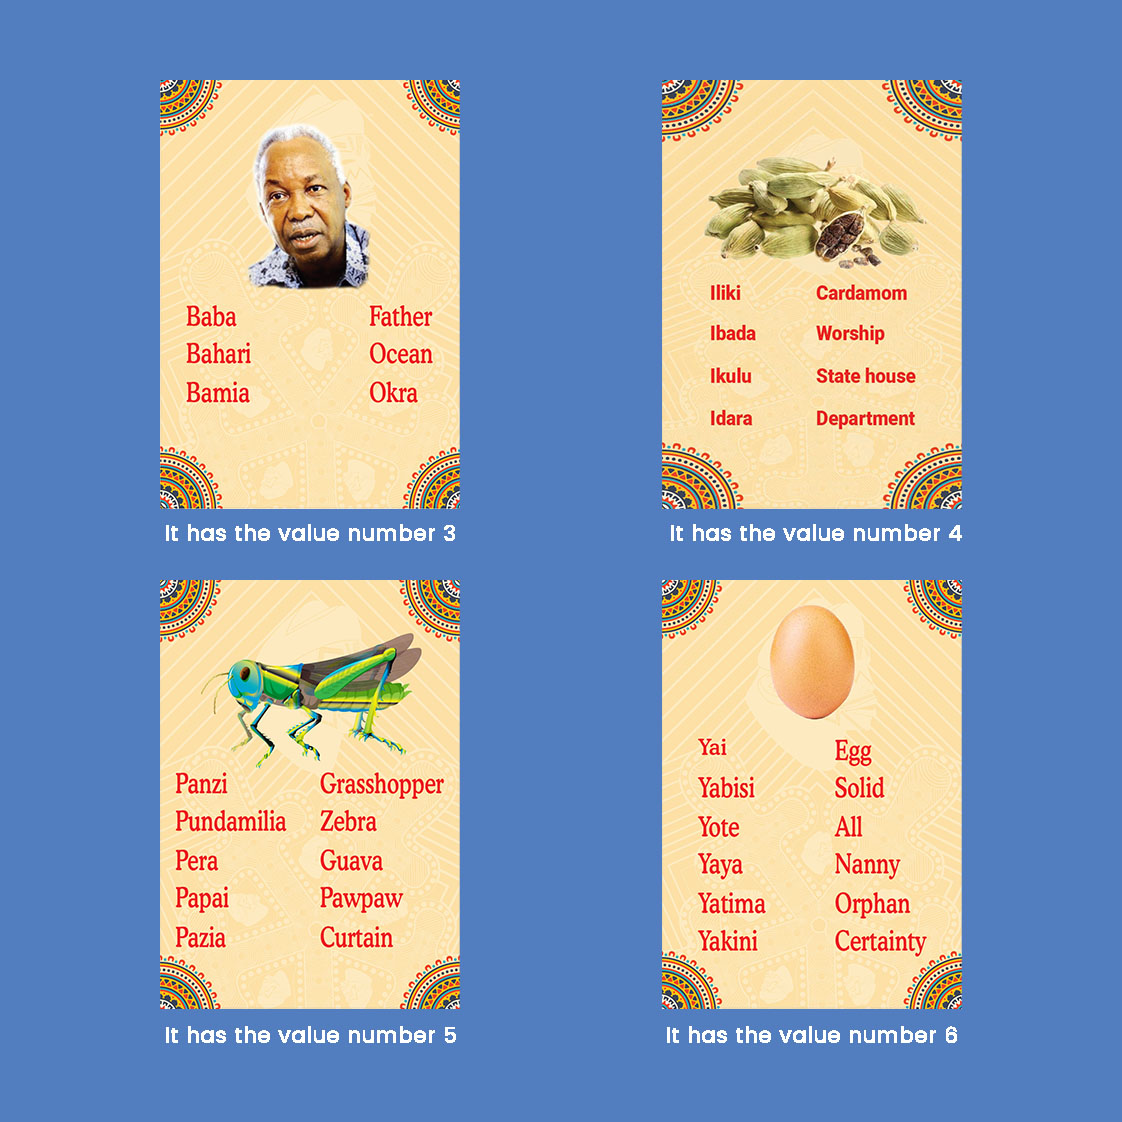 Baba Father
Bahari Ocean
Bamia Okra
It has the value number 3
Iliki Cardamom
Ibada Worship
Ikulu State house
Idara Department
It has the value number 4
Panzi Grasshopper
Pundamilia Zebra
Pera Guava
Papai Pawpaw
Pazia Curtain
It has the value number 5
Yai Egg
Yabisi Solid
Yote All
Yaya Nanny
Yatima Orphan
Yakini Certainty
It has the value number 6